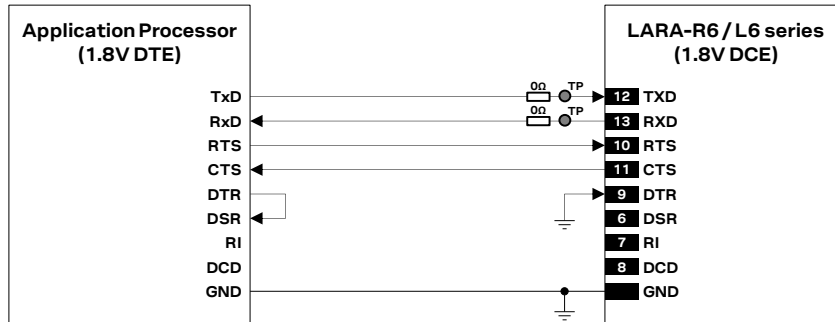 Application Processor
(1.8V DTE)
LARA-R6 / L6 series
(1.8V DCE)
TxD 0Ω TP 12 TXD
RxD 0Ω TP 13 RXD
RTS 10 RTS
CTS 11 CTS
DTR 9 DTR
DSR 6 DSR
RI 7 RI
DCD 8 DCD
GND GND